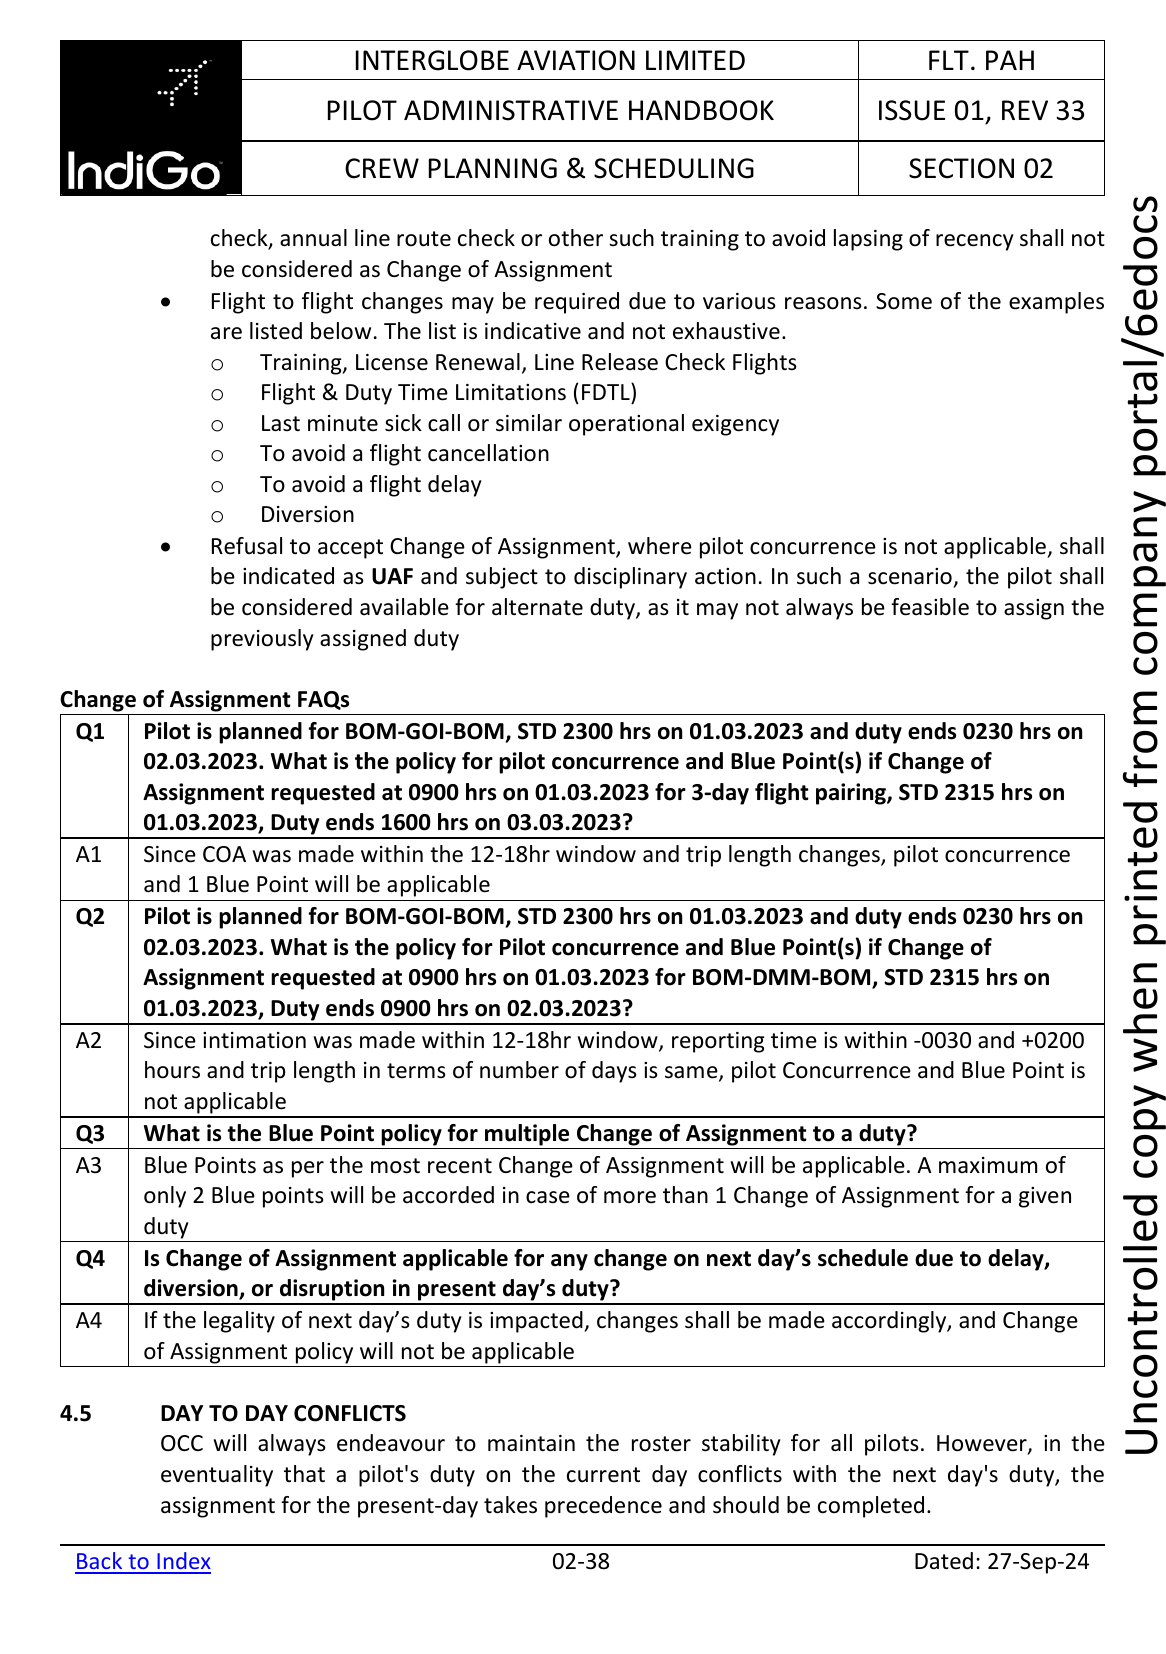 IndiGo
INTERGLOBE AVIATION LIMITED
FLT. PAH
PILOT ADMINISTRATIVE HANDBOOK
ISSUE 01, REV 33
CREW PLANNING & SCHEDULING
SECTION 02
check, annual line route check or other such training to avoid lapsing of recency shall not
be considered as Change of Assignment
• Flight to flight changes may be required due to various reasons. Some of the examples
are listed below. The list is indicative and not exhaustive.
o Training, License Renewal, Line Release Check Flights
o Flight & Duty Time Limitations (FDTL)
o Last minute sick call or similar operational exigency
o To avoid a flight cancellation
o To avoid a flight delay
o Diversion
• Refusal to accept Change of Assignment, where pilot concurrence is not applicable, shall
be indicated as UAF and subject to disciplinary action. In such a scenario, the pilot shall
be considered available for alternate duty, as it may not always be feasible to assign the
previously assigned duty
Change of Assignment FAQs
Q1 Pilot is planned for BOM-GOI-BOM, STD 2300 hrs on 01.03.2023 and duty ends 0230 hrs on
02.03.2023. What is the policy for pilot concurrence and Blue Point(s) if Change of
Assignment requested at 0900 hrs on 01.03.2023 for 3-day flight pairing, STD 2315 hrs on
01.03.2023, Duty ends 1600 hrs on 03.03.2023?
A1 Since COA was made within the 12-18hr window and trip length changes, pilot concurrence
and 1 Blue Point will be applicable
Q2 Pilot is planned for BOM-GOI-BOM, STD 2300 hrs on 01.03.2023 and duty ends 0230 hrs on
02.03.2023. What is the policy for Pilot concurrence and Blue Point(s) if Change of
Assignment requested at 0900 hrs on 01.03.2023 for BOM-DMM-BOM, STD 2315 hrs on
01.03.2023, Duty ends 0900 hrs on 02.03.2023?
A2 Since intimation was made within 12-18hr window, reporting time is within -0030 and +0200
hours and trip length in terms of number of days is same, pilot Concurrence and Blue Point is
not applicable
Q3 What is the Blue Point policy for multiple Change of Assignment to a duty?
A3 Blue Points as per the most recent Change of Assignment will be applicable. A maximum of
only 2 Blue points will be accorded in case of more than 1 Change of Assignment for a given
duty
Q4 Is Change of Assignment applicable for any change on next day’s schedule due to delay,
diversion, or disruption in present day’s duty?
A4 If the legality of next day’s duty is impacted, changes shall be made accordingly, and Change
of Assignment policy will not be applicable
4.5 DAY TO DAY CONFLICTS
OCC will always endeavour to maintain the roster stability for all pilots. However, in the
eventuality that a pilot's duty on the current day conflicts with the next day's duty, the
assignment for the present-day takes precedence and should be completed.
Back to Index
02-38
Dated: 27-Sep-24
Uncontrolled copy when printed from company portal/6edocs